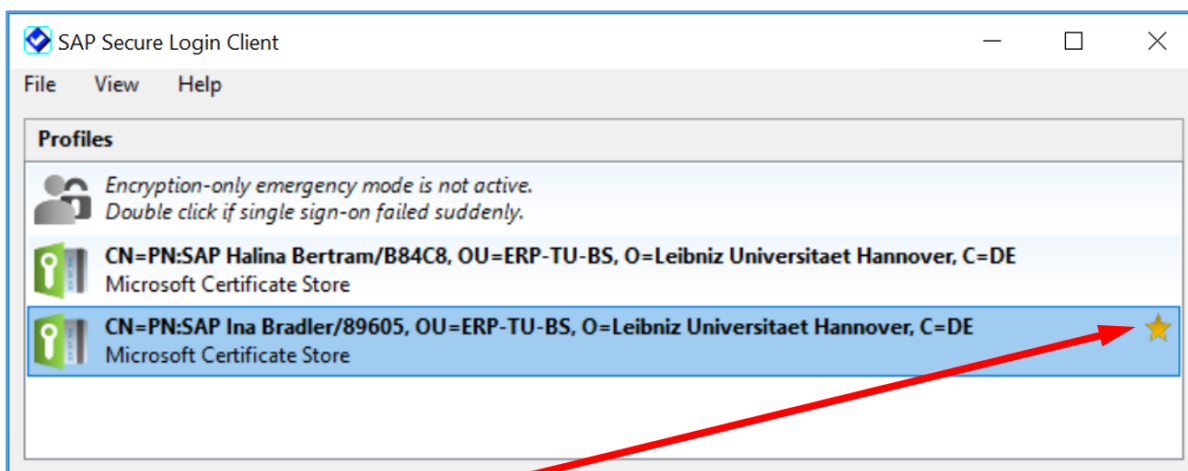 SAP Secure Login Client
File View Help
Profiles
Encryption-only emergency mode is not active.
Double click if single sign-on failed suddenly.
CN=PN:SAP Halina Bertram/B84C8, OU=ERP-TU-BS, O=Leibniz Universitaet Hannover, C=DE
Microsoft Certificate Store
CN=PN:SAP Ina Bradler/89605, OU=ERP-TU-BS, O=Leibniz Universitaet Hannover, C=DE
Microsoft Certificate Store